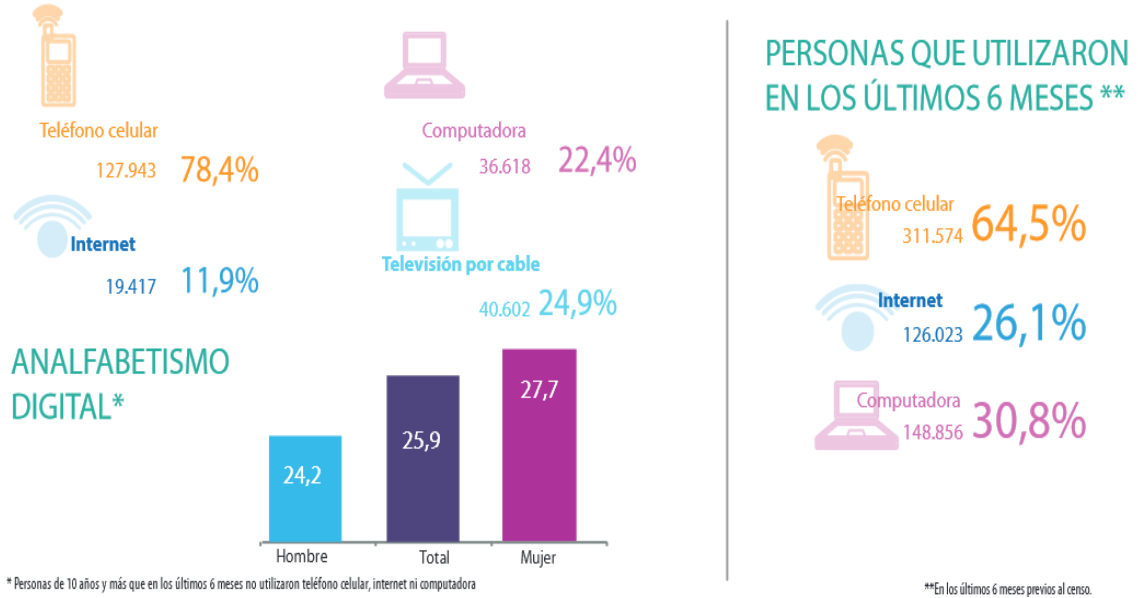 Teléfono celular
127.943 78,4%
Computadora
36.618 22,4%
Internet
19.417 11,9%
Televisión por cable
40.602 24,9%
ANALFABETISMO
DIGITAL*
24,2
25,9
27,7
Hombre
Total
Mujer
* Personas de 10 años y más que en los últimos 6 meses no utilizaron teléfono celular, internet ni computadora
PERSONAS QUE UTILIZARON
EN LOS ÚLTIMOS 6 MESES **
Teléfono celular
311.574 64,5%
Internet
126.023 26,1%
Computadora
148.856 30,8%
**En los últimos 6 meses previos al censo.